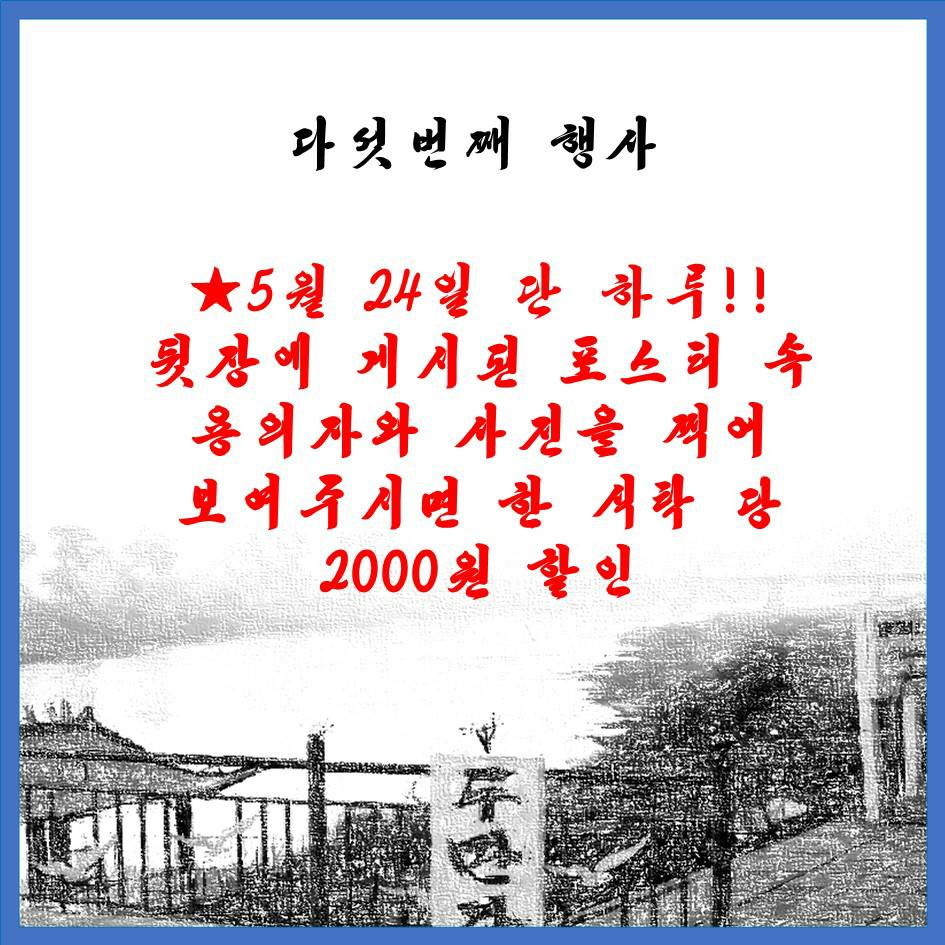 다섯번째 행사
★5월 24일 단 하루!!
뒷장에 게시된 포스터 속
용의자와 사진을 찍어
보여주시면 한 식탁 당
2000원 할인
두
면